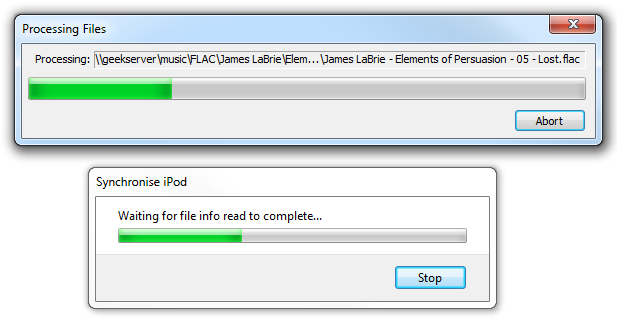 Processing Files
Processing: \\geekserver\music\FLAC\James LaBrie\Elem...\James LaBrie - Elements of Persuasion - 05 - Lost.flac
Abort
Synchronise iPod
Waiting for file info read to complete...
Stop